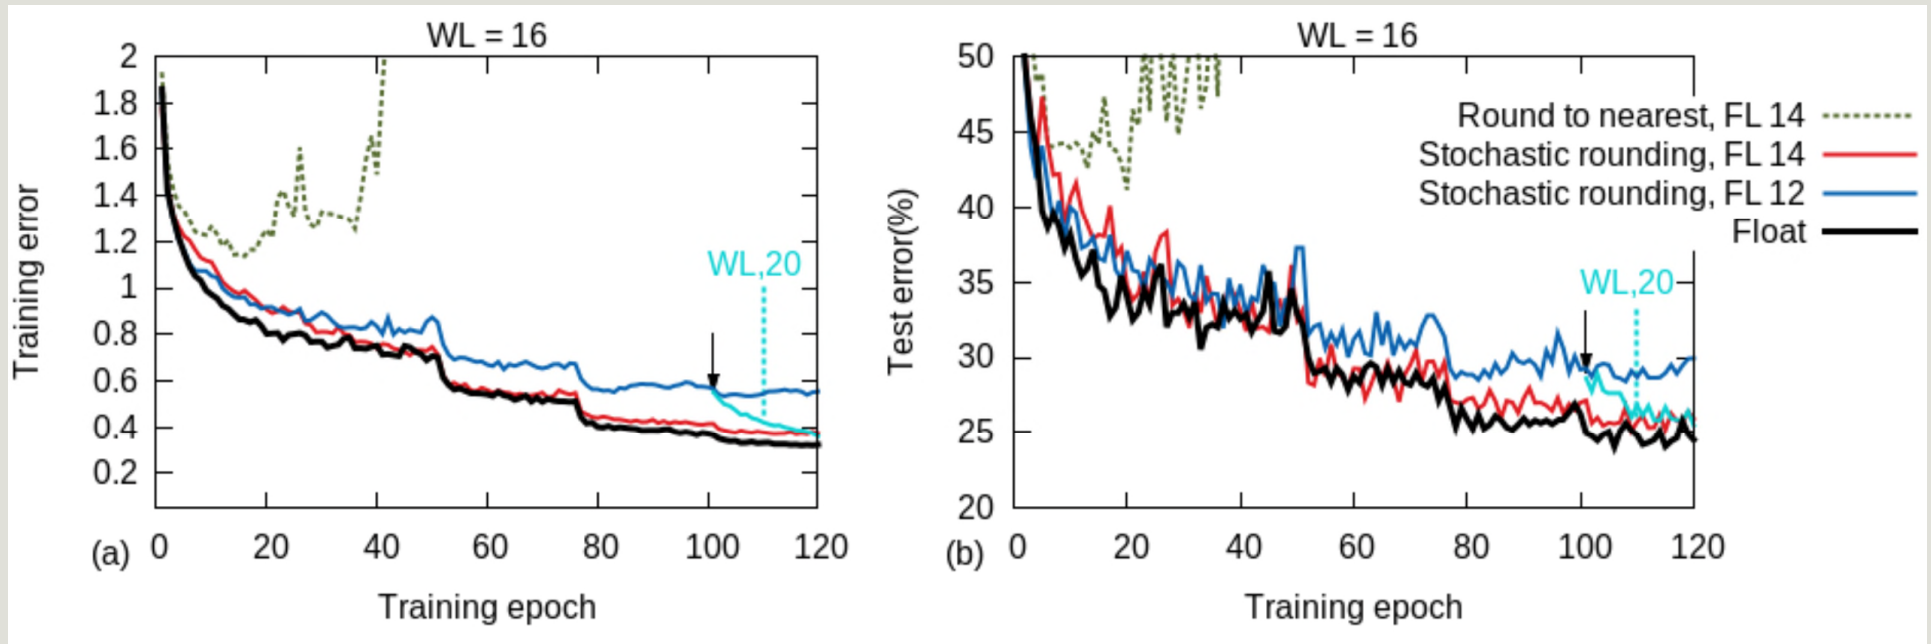 WL = 16
2
1.8
1.6
1.4
1.2
1
0.8
0.6
0.4
0.2
Training error
WL,20
(a)
0 20 40 60 80 100 120
Training epoch
WL = 16
50
45
40
35
30
25
20
Test error(%)
Round to nearest, FL 14
Stochastic rounding, FL 14
Stochastic rounding, FL 12
Float
WL,20
(b)
0 20 40 60 80 100 120
Training epoch